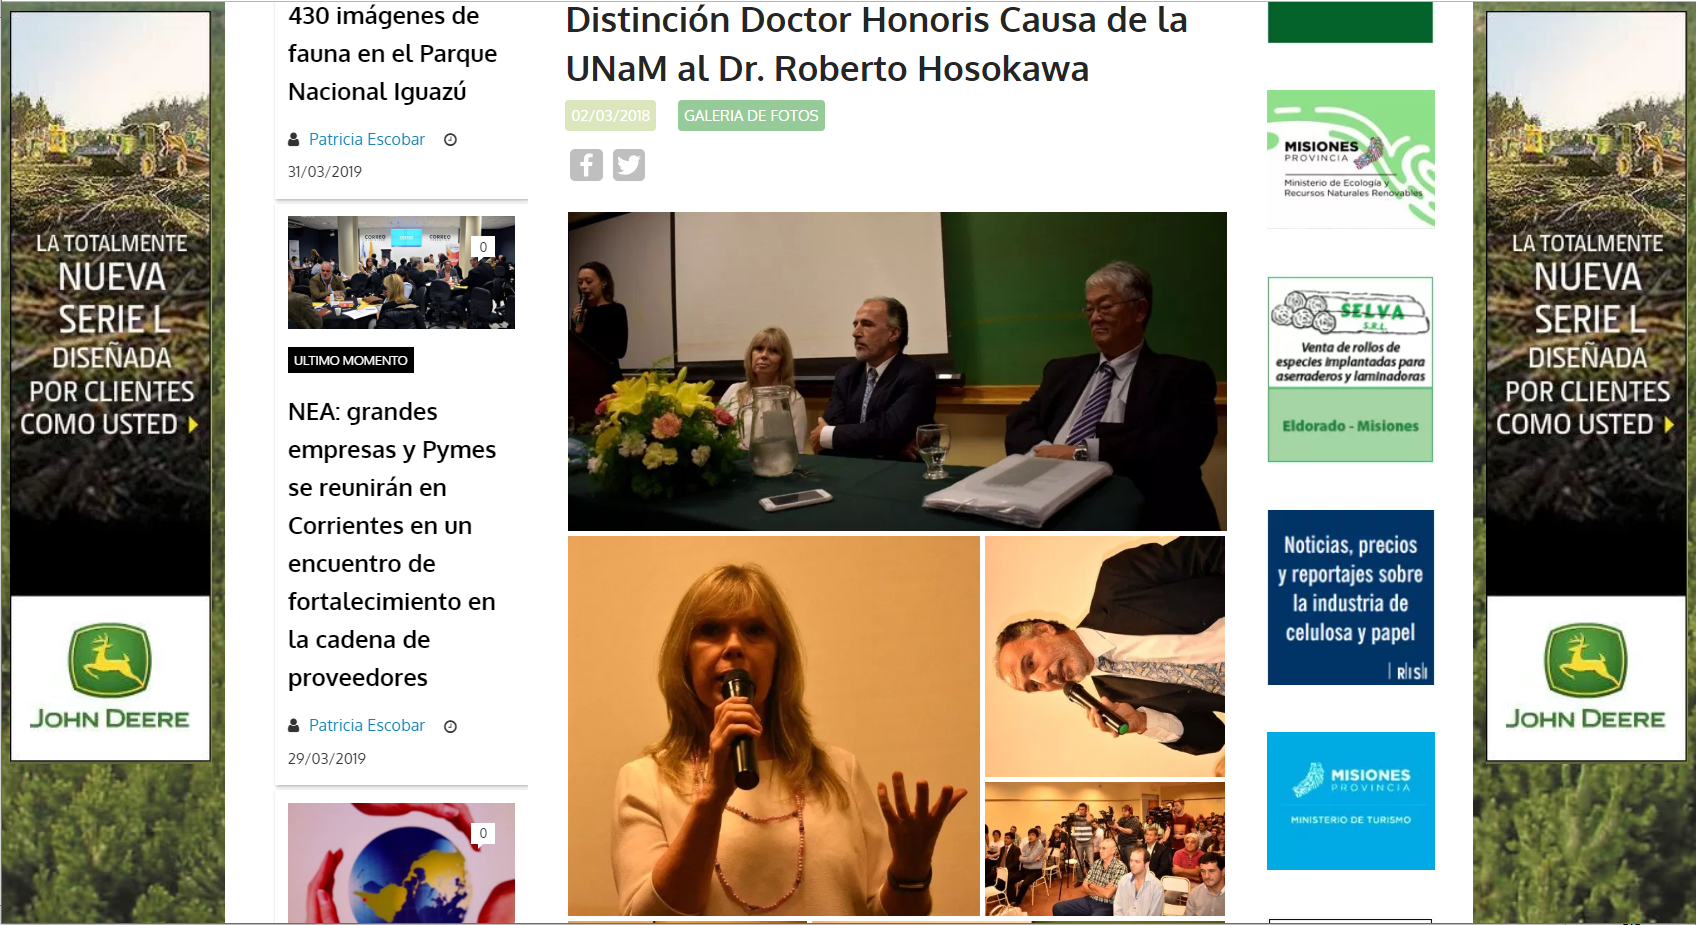 LA TOTALMENTE
NUEVA
SERIE L
DISEÑADA
POR CLIENTES
COMO USTED
JOHN DEERE
430 imágenes de
fauna en el Parque
Nacional Iguazú
Patricia Escobar
31/03/2019
CORREO
CORREO
0
ULTIMO MOMENTO
NEA: grandes
empresas y Pymes
se reunirán en
Corrientes en un
encuentro de
fortalecimiento en
la cadena de
proveedores
Patricia Escobar
29/03/2019
0
Distinción Doctor Honoris Causa de la
UNaM al Dr. Roberto Hosokawa
02/03/2018 GALERIA DE FOTOS
MISIONES
PROVINCIA
Ministerio de Ecología y
Recursos Naturales Renovables
SELVA
S.R.L.
Venta de rollos de
especies implantadas para
aserraderos y laminadoras
Eldorado - Misiones
Noticias, precios
y reportajes sobre
la industria de
celulosa y papel
RISI
MISIONES
PROVINCIA
MINISTERIO DE TURISMO
LA TOTALMENTE
NUEVA
SERIE L
DISEÑADA
POR CLIENTES
COMO USTED
JOHN DEERE